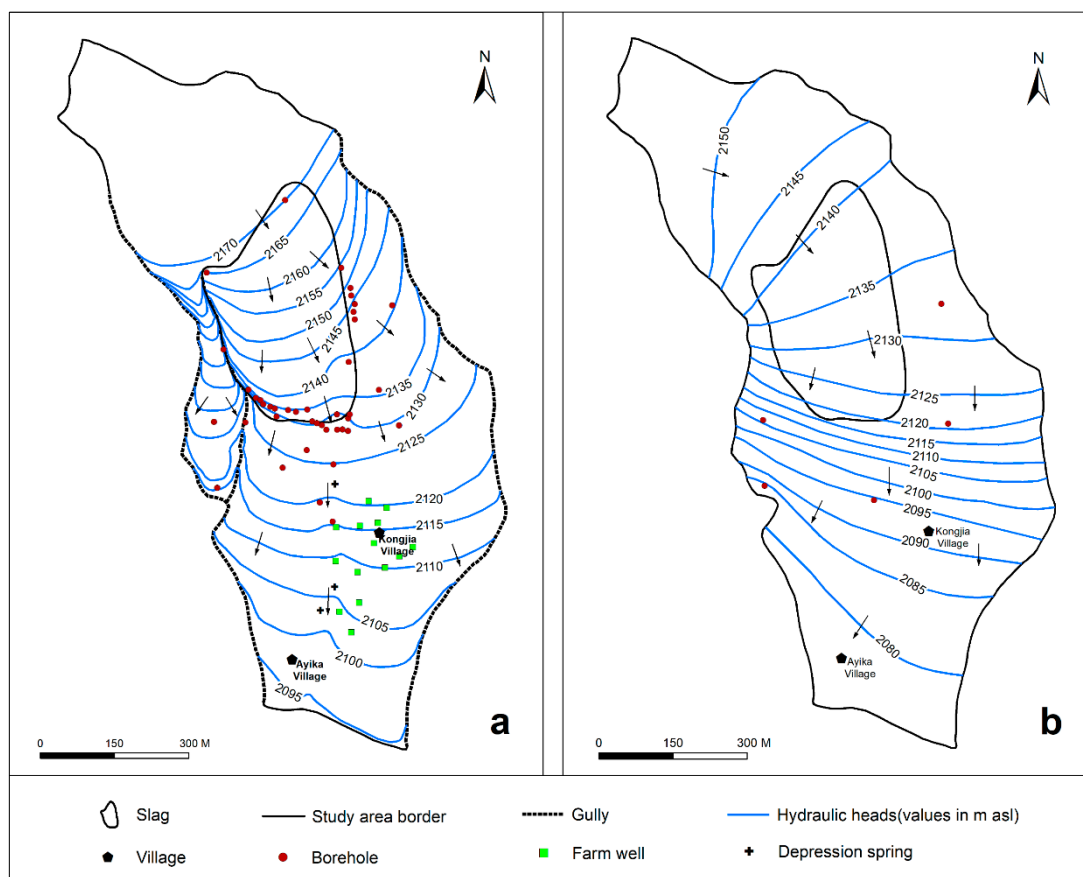 N
2170
2165
2160
2155
2150
2145
2140
2135
2130
2125
2120
2115
Kongjia
Village
2110
2105
2100
Ayika
Village
2095
a
0 150 300 M
N
2150
2145
2140
2135
2130
2125
2120
2115
2110
2105
2100
2095
Kongjia
Village
2090
2085
2080
Ayika
Village
b
0 150 300 M
Slag
Study area border
Gully
Hydraulic heads(values in m asl)
Village
Borehole
Farm well
Depression spring